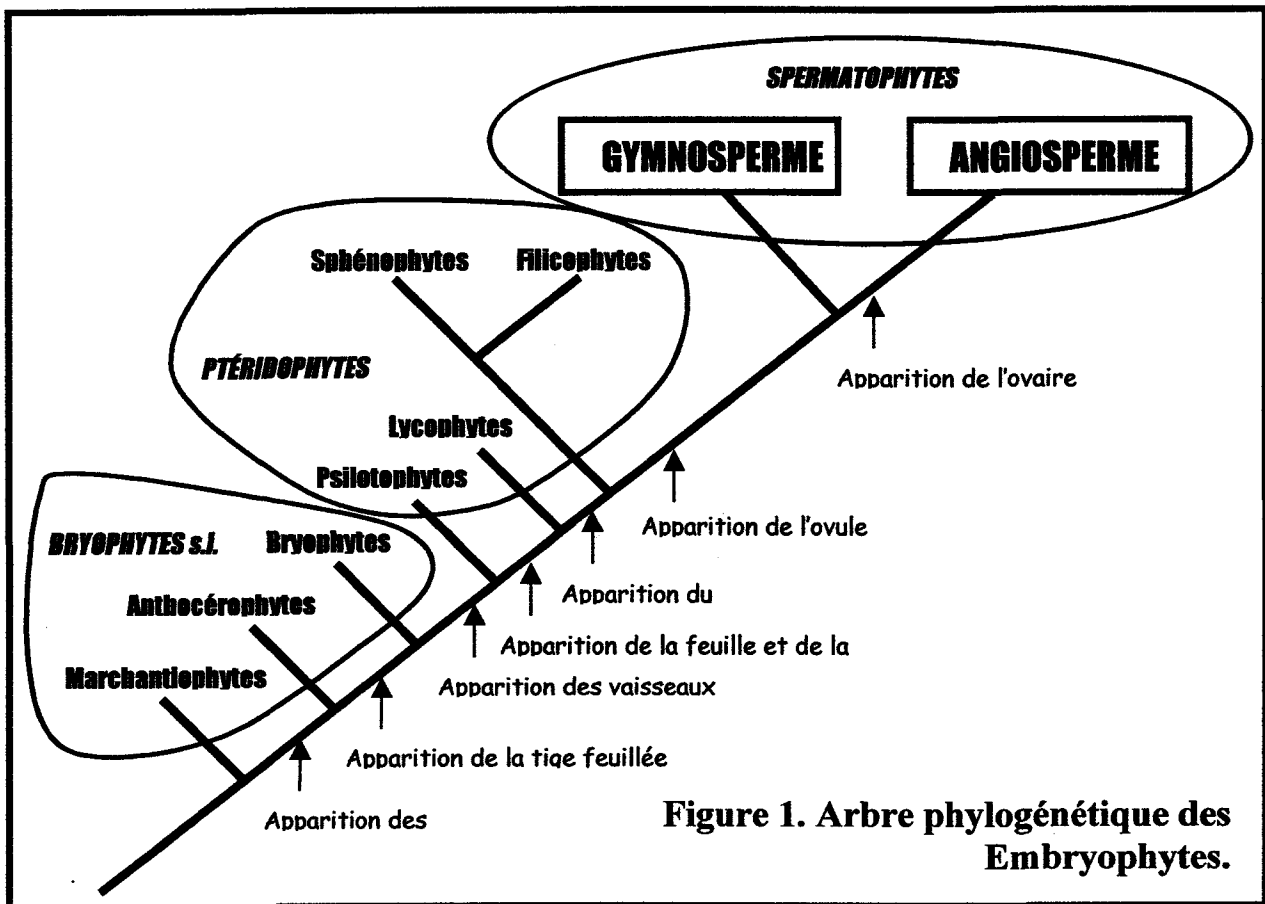 SPERMATOPHYTES
GYMNOSPERME
ANGIOSPERME
Sphénophytes
Filicophytes
PTÉRIDOPHYTES
Apparition de l'ovaire
Lycophytes
Psilotophytes
Apparition de l'ovule
BRYOPHYTES s.l.
Bryophytes
Apparition du
Anthocérophytes
Apparition de la feuille et de la
Marchantiophytes
Apparition des vaisseaux
Apparition de la tige feuillée
Apparition des
Figure 1. Arbre phylogénétique des
Embryophytes.